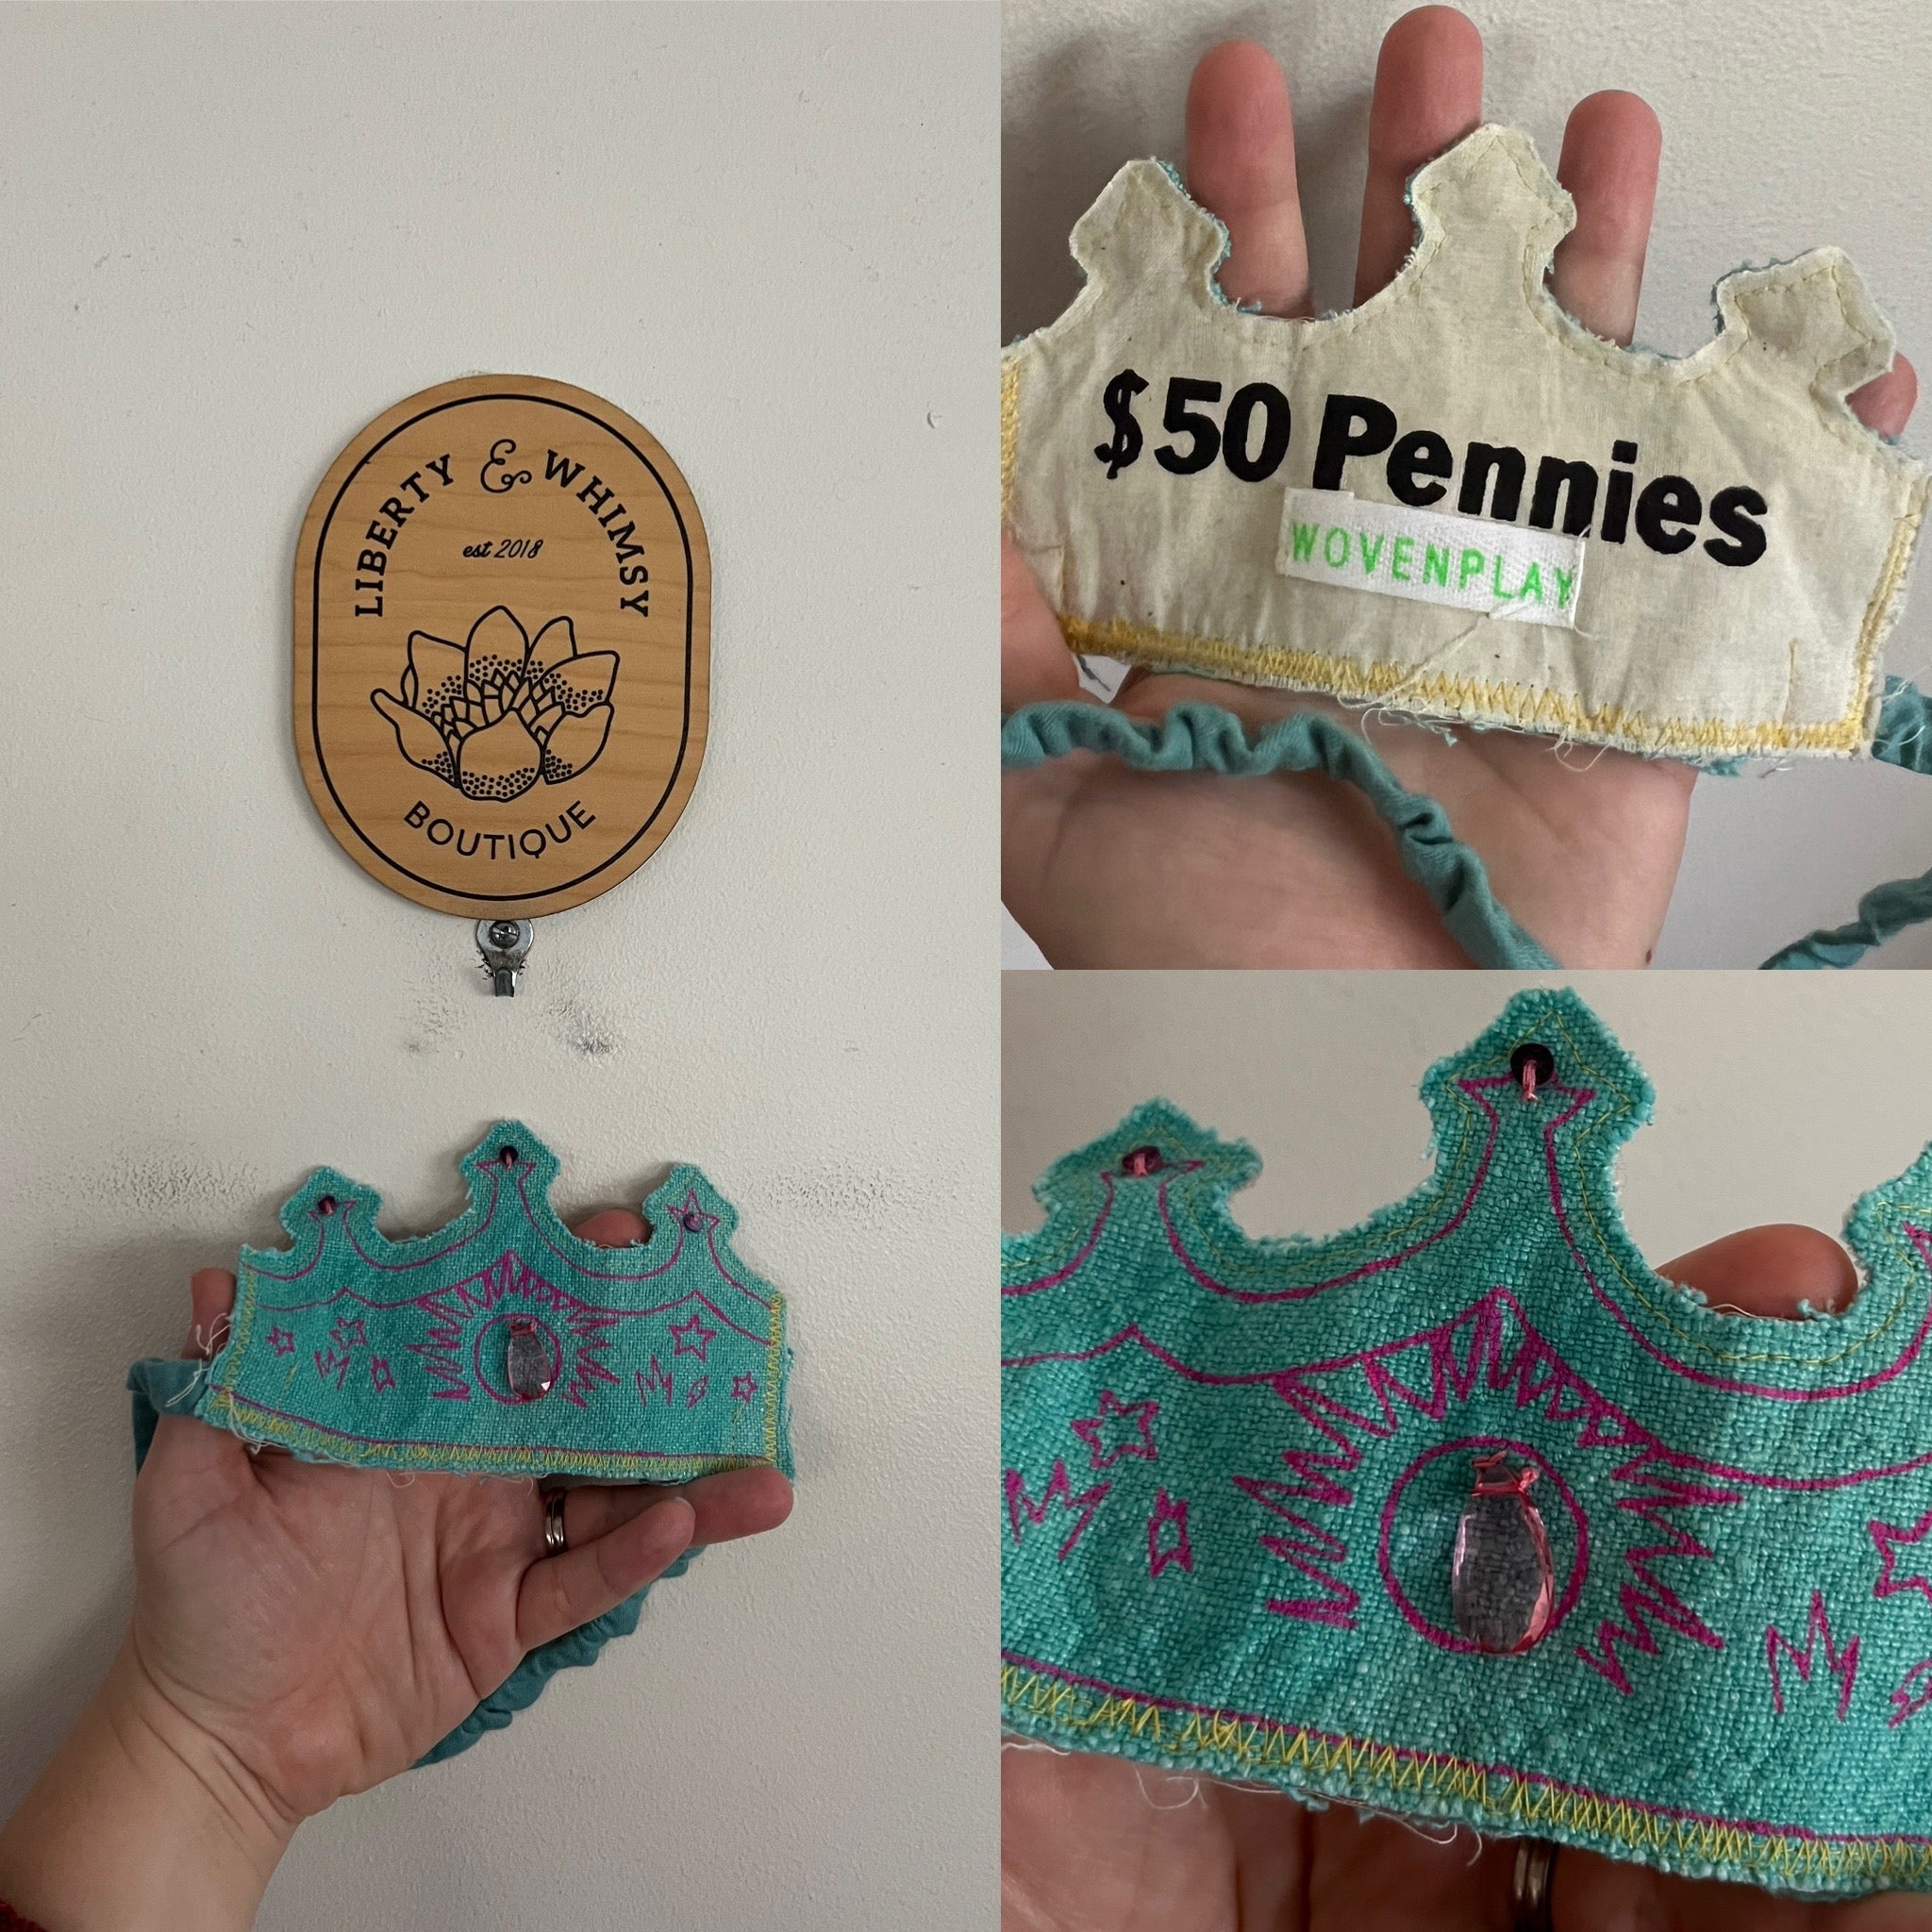 LIBERTY & WHIMSY
est 2018
BOUTIQUE
$50 Pennies
WOVENPLAY